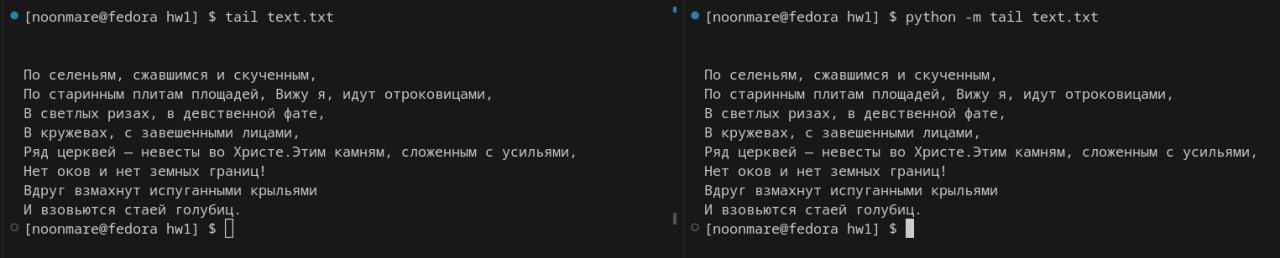 [noonmare@fedora hw1] $ tail text.txt
По селеньям, сжавшимся и скученным,
По старинным плитам площадей, Вижу я, идут отроковицами,
В светлых ризах, в девственной фате,
В кружевах, с завешенными лицами,
Ряд церквей — невесты во Христе.Этим камням, сложенным с усильями,
Нет оков и нет земных границ!
Вдруг взмахнут испуганными крыльями
И взовьются стаей голубиц.
[noonmare@fedora hw1] $
[noonmare@fedora hw1] $ python -m tail text.txt
По селеньям, сжавшимся и скученным,
По старинным плитам площадей, Вижу я, идут отроковицами,
В светлых ризах, в девственной фате,
В кружевах, с завешенными лицами,
Ряд церквей — невесты во Христе.Этим камням, сложенным с усильями,
Нет оков и нет земных границ!
Вдруг взмахнут испуганными крыльями
И взовьются стаей голубиц.
[noonmare@fedora hw1] $